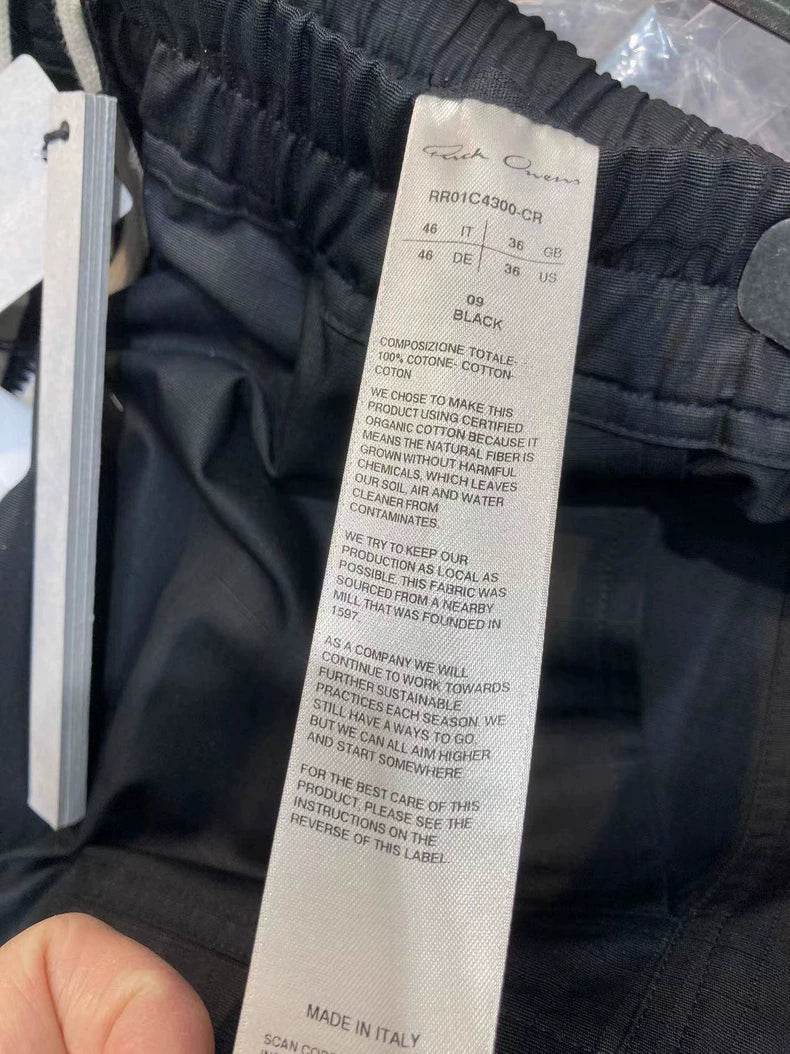 Rick Owens
RR01C4300-CR
46 IT 36 GB
46 DE 36 US
09
BLACK
COMPOSIZIONE TOTALE-
100% COTONE- COTTON-
COTON
WE CHOSE TO MAKE THIS
PRODUCT USING CERTIFIED
ORGANIC COTTON BECAUSE IT
MEANS THE NATURAL FIBER IS
GROWN WITHOUT HARMFUL
CHEMICALS, WHICH LEAVES
OUR SOIL, AIR AND WATER
CLEANER FROM
CONTAMINATES.
WE TRY TO KEEP OUR
PRODUCTION AS LOCAL AS
POSSIBLE. THIS FABRIC WAS
SOURCED FROM A NEARBY
MILL THAT WAS FOUNDED IN
1597.
AS A COMPANY WE WILL
CONTINUE TO WORK TOWARDS
FURTHER SUSTAINABLE
PRACTICES EACH SEASON. WE
STILL HAVE A WAYS TO GO,
BUT WE CAN ALL AIM HIGHER
AND START SOMEWHERE.
FOR THE BEST CARE OF THIS
PRODUCT, PLEASE SEE THE
INSTRUCTIONS ON THE
REVERSE OF THIS LABEL.
MADE IN ITALY
SCAN